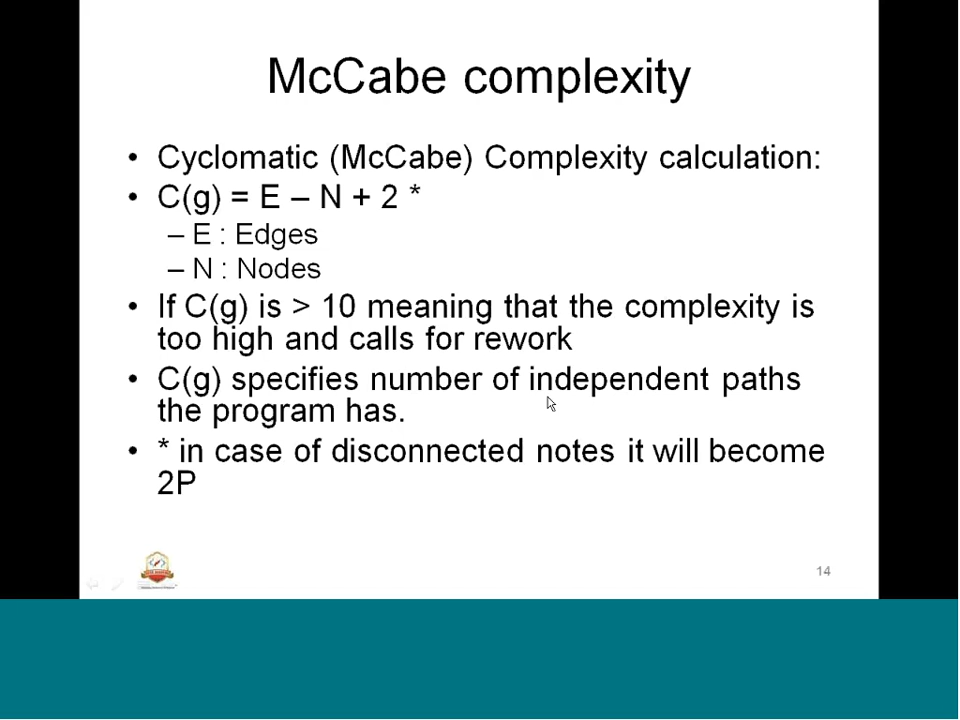 McCabe complexity
• Cyclomatic (McCabe) Complexity calculation:
• C(g) = E – N + 2 *
– E : Edges
– N : Nodes
• If C(g) is > 10 meaning that the complexity is
too high and calls for rework
• C(g) specifies number of independent paths
the program has.
• * in case of disconnected notes it will become
2P
14